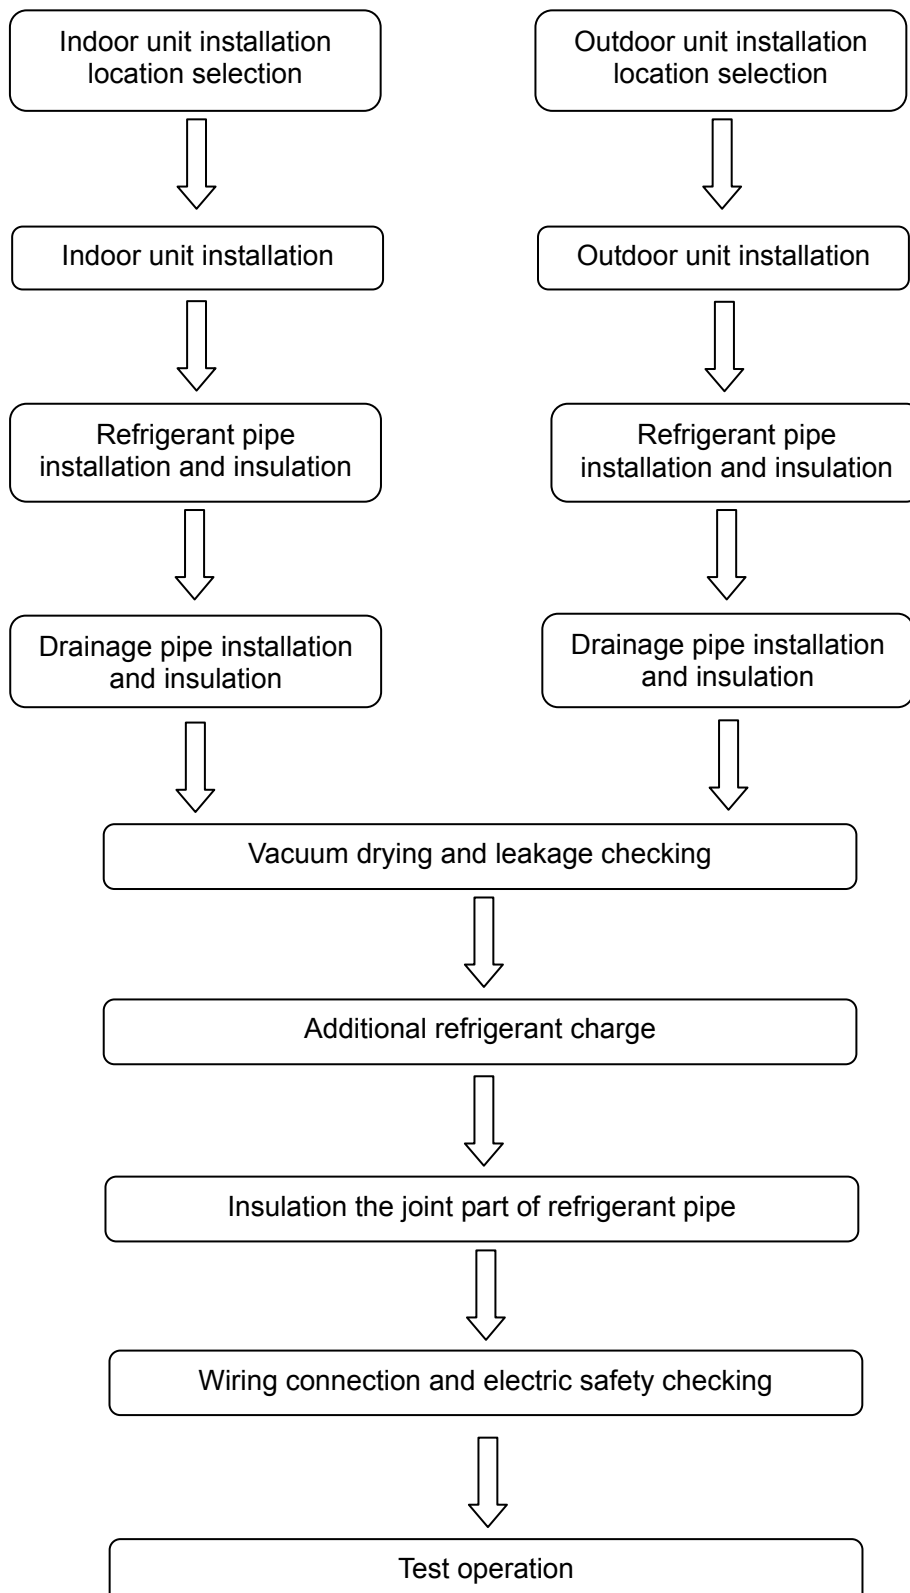 Indoor unit installation
location selection
Outdoor unit installation
location selection
Indoor unit installation
Outdoor unit installation
Refrigerant pipe
installation and insulation
Refrigerant pipe
installation and insulation
Drainage pipe installation
and insulation
Drainage pipe installation
and insulation
Vacuum drying and leakage checking
Additional refrigerant charge
Insulation the joint part of refrigerant pipe
Wiring connection and electric safety checking
Test operation